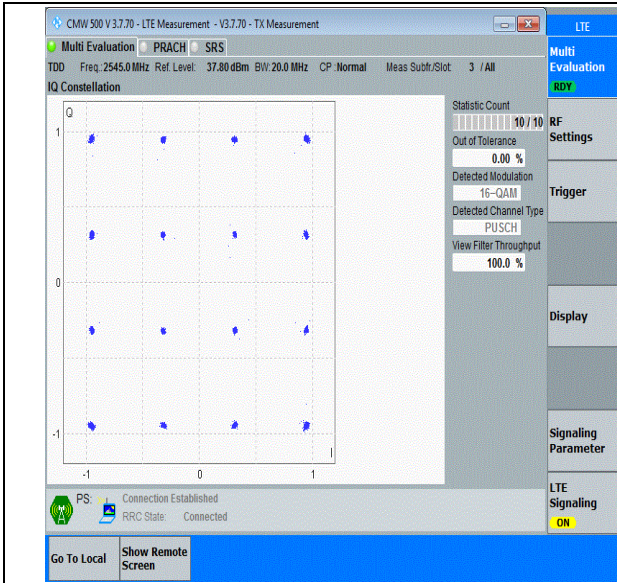 CMW 500 V 3.7.70 - LTE Measurement - V3.7.70 - TX Measurement
LTE
Multi Evaluation PRACH SRS
Multi
Evaluation
RDY
TDD Freq.:2545.0 MHz Ref. Level: 37.80 dBm BW:20.0 MHz CP :Normal Meas Subfr./Slot: 3 / All
IQ Constellation
Statistic Count
10 / 10
Out of Tolerance
0.00 %
Detected Modulation
16-QAM
Detected Channel Type
PUSCH
View Filter Throughput
100.0 %
RF
Settings
Trigger
Display
Signaling
Parameter
LTE
Signaling
ON
Q
1
0
-1
I
-1 0 1
PS: Connection Established
RRC State: Connected
Go To Local
Show Remote
Screen